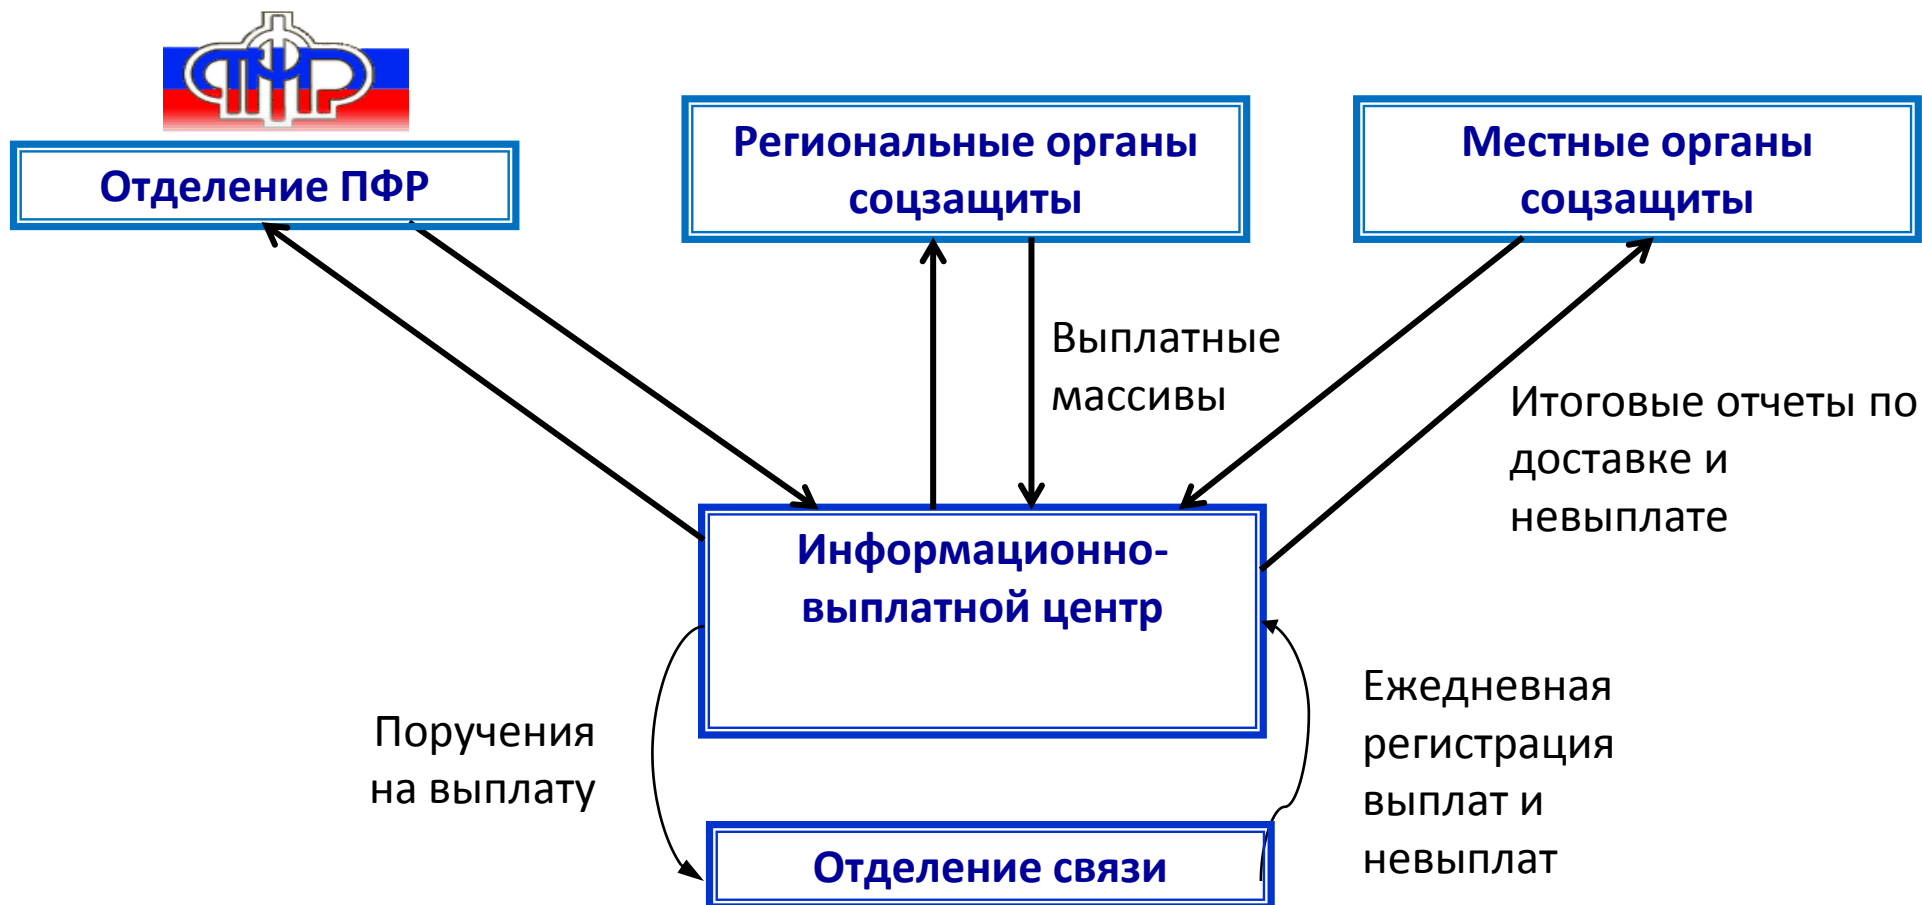 ПФР
Отделение ПФР
Региональные органы
соцзащиты
Местные органы
соцзащиты
Выплатные
массивы
Итоговые отчеты по
доставке и
невыплате
Информационно-
выплатной центр
Поручения
на выплату
Ежедневная
регистрация
выплат и
невыплат
Отделение связи